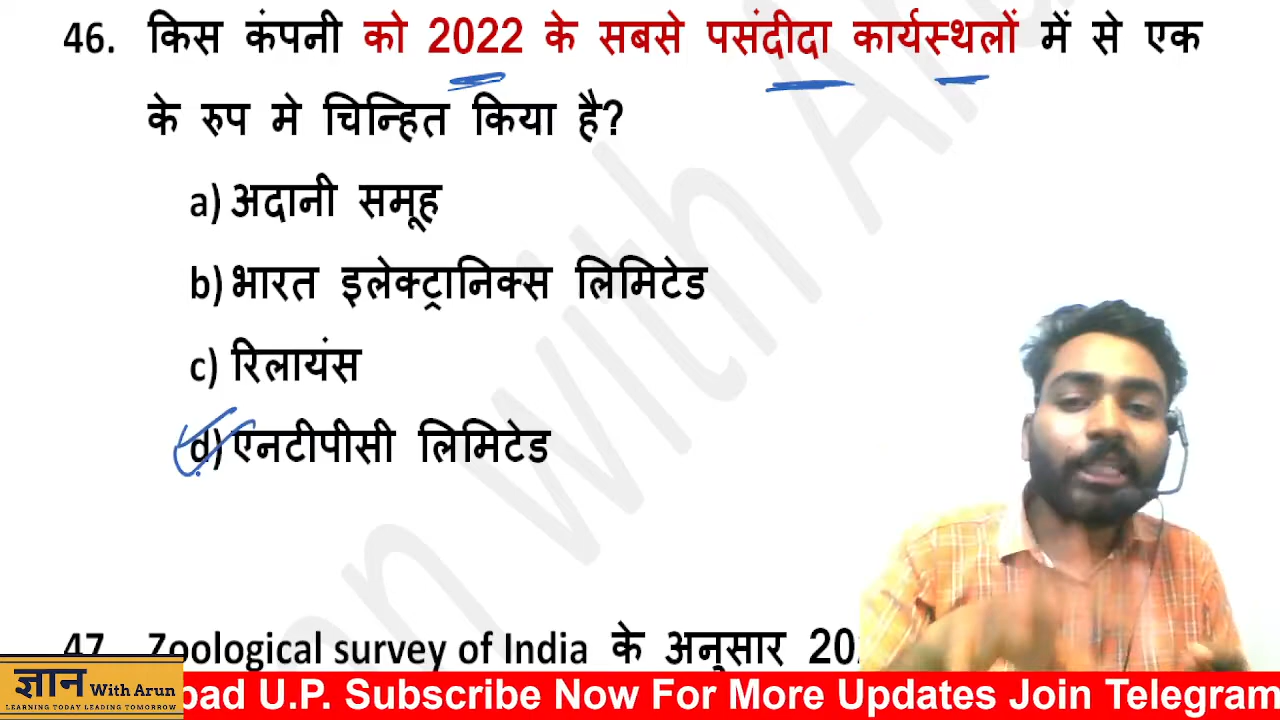 46. किस कंपनी को 2022 के सबसे पसंदीदा कार्यस्थलों में से एक
के रुप मे चिन्हित किया है?
a) अदानी समूह
b) भारत इलेक्ट्रानिक्स लिमिटेड
c) रिलायंस
d) एनटीपीसी लिमिटेड
47. Zoological survey of India के अनुसार
ज्ञान With Arun
LEARNING TODAY LEADING TOMORROW
bad U.P. Subscribe Now For More Updates Join Telegram